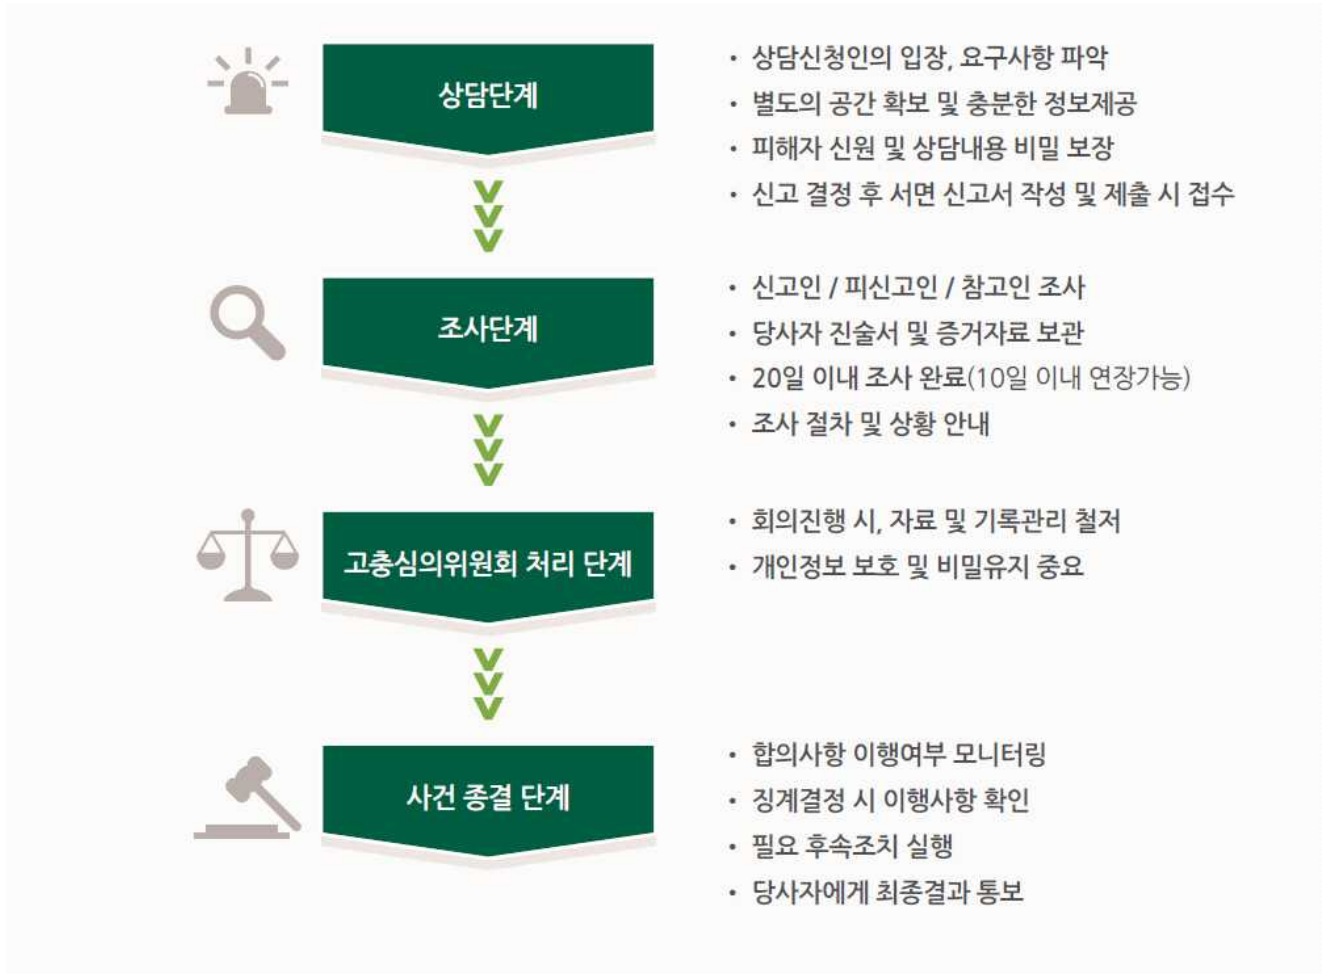 상담단계
• 상담신청인의 입장, 요구사항 파악
• 별도의 공간 확보 및 충분한 정보제공
• 피해자 신원 및 상담내용 비밀 보장
• 신고 결정 후 서면 신고서 작성 및 제출 시 접수
조사단계
• 신고인 / 피신고인 / 참고인 조사
• 당사자 진술서 및 증거자료 보관
• 20일 이내 조사 완료(10일 이내 연장가능)
• 조사 절차 및 상황 안내
고충심의위원회 처리 단계
• 회의진행 시, 자료 및 기록관리 철저
• 개인정보 보호 및 비밀유지 중요
사건 종결 단계
• 합의사항 이행여부 모니터링
• 징계결정 시 이행사항 확인
• 필요 후속조치 실행
• 당사자에게 최종결과 통보